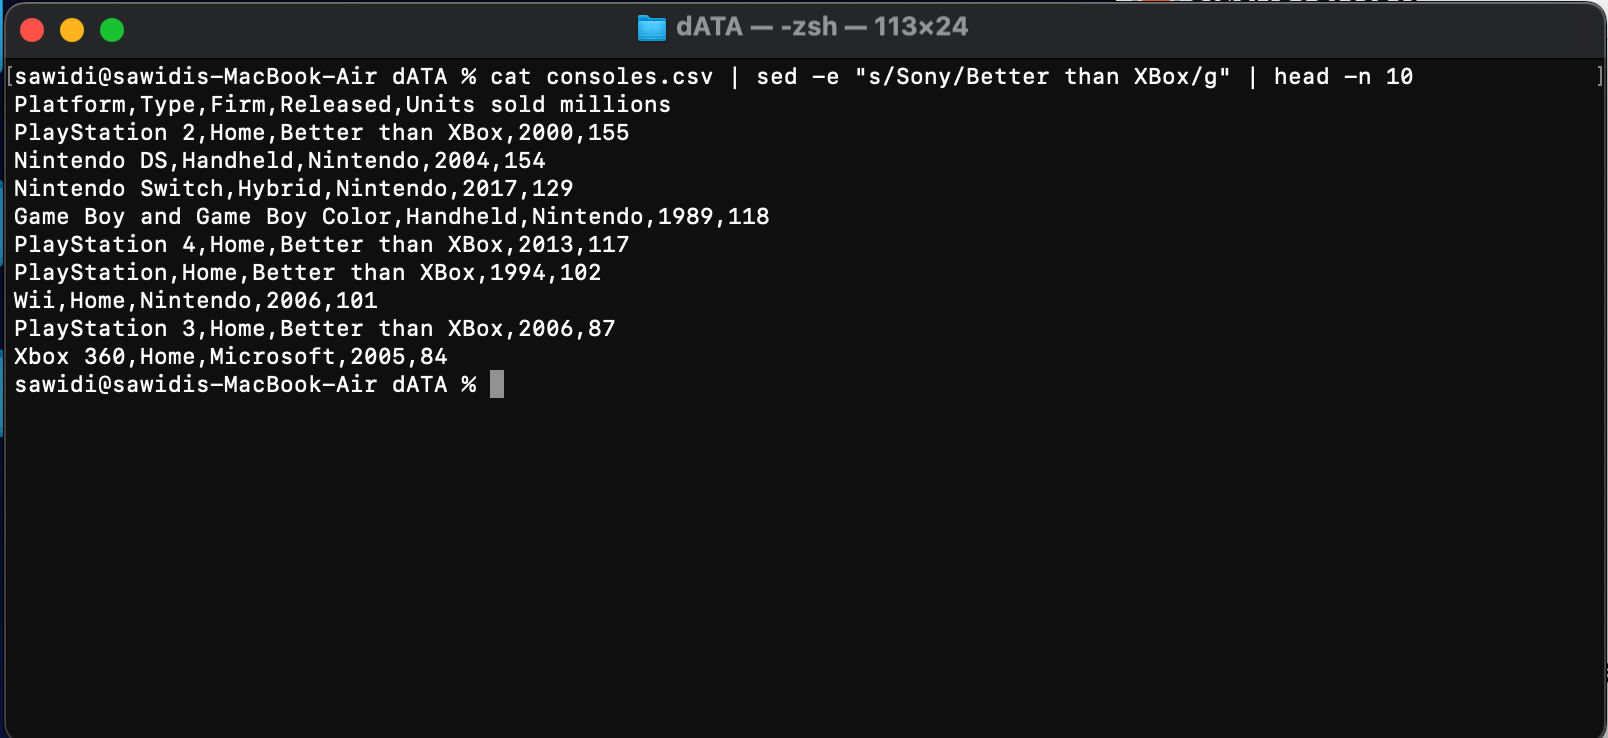 dATA — -zsh — 113×24
[sawidi@sawidis-MacBook-Air dATA % cat consoles.csv | sed -e "s/Sony/Better than XBox/g" | head -n 10 ]
Platform,Type,Firm,Released,Units sold millions
PlayStation 2,Home,Better than XBox,2000,155
Nintendo DS,Handheld,Nintendo,2004,154
Nintendo Switch,Hybrid,Nintendo,2017,129
Game Boy and Game Boy Color,Handheld,Nintendo,1989,118
PlayStation 4,Home,Better than XBox,2013,117
PlayStation,Home,Better than XBox,1994,102
Wii,Home,Nintendo,2006,101
PlayStation 3,Home,Better than XBox,2006,87
Xbox 360,Home,Microsoft,2005,84
sawidi@sawidis-MacBook-Air dATA %